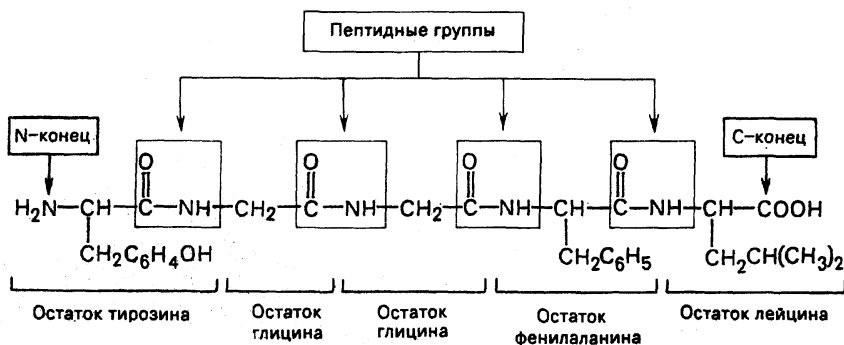 Пептидные группы
N-конец
C-конец
O O O O
H₂N—CH—C—NH—CH₂—C—NH—CH₂—C—NH—CH—C—NH—CH—COOH
CH₂C₆H₄OH CH₂C₆H₅ CH₂CH(CH₃)₂
Остаток тирозина
Остаток
глицина
Остаток
глицина
Остаток
фенилаланина
Остаток лейцина